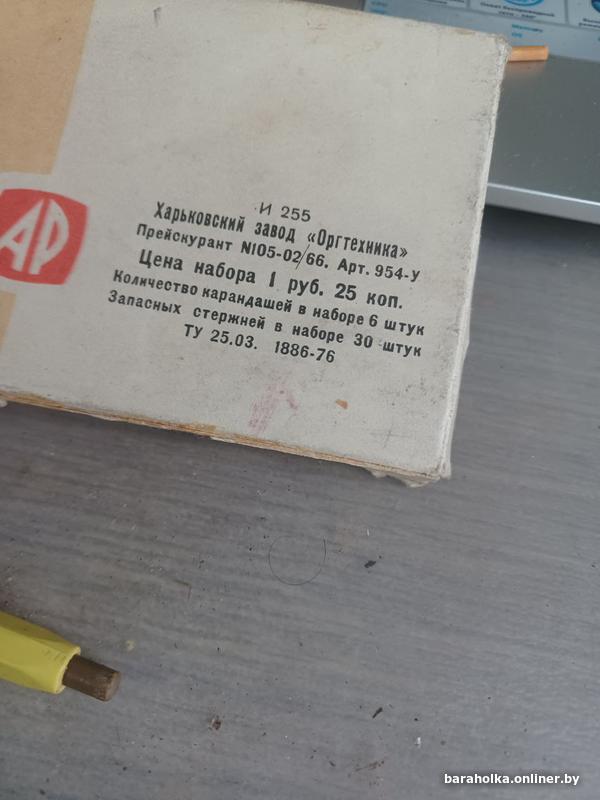 И 255
Харьковский завод «Оргтехника»
Прейскурант N105-02/66. Арт. 954-У
Цена набора 1 руб. 25 коп.
Количество карандашей в наборе 6 штук
Запасных стержней в наборе 30 штук
ТУ 25.03. 1886-76
АР
baraholka.onliner.by